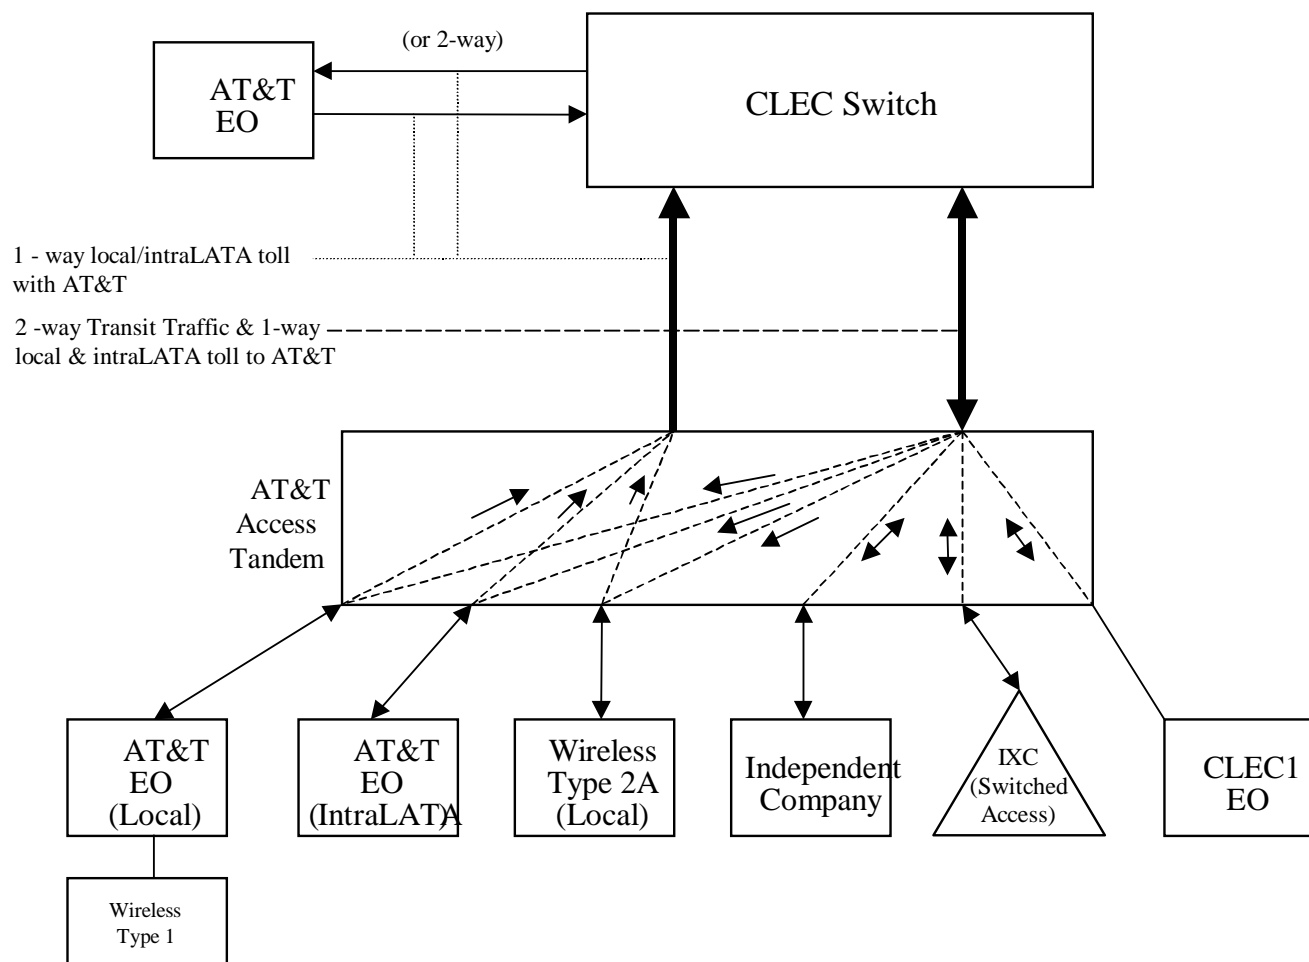 (or 2-way)
AT&T
EO
CLEC Switch
1 - way local/intraLATA toll
with AT&T
2 -way Transit Traffic & 1-way
local & intraLATA toll to AT&T
AT&T
Access
Tandem
AT&T
EO
(Local)
AT&T
EO
(IntraLAT)A
Wireless
Type 2A
(Local)
Independent
Company
IXC
(Switched
Access)
CLEC1
EO
Wireless
Type 1